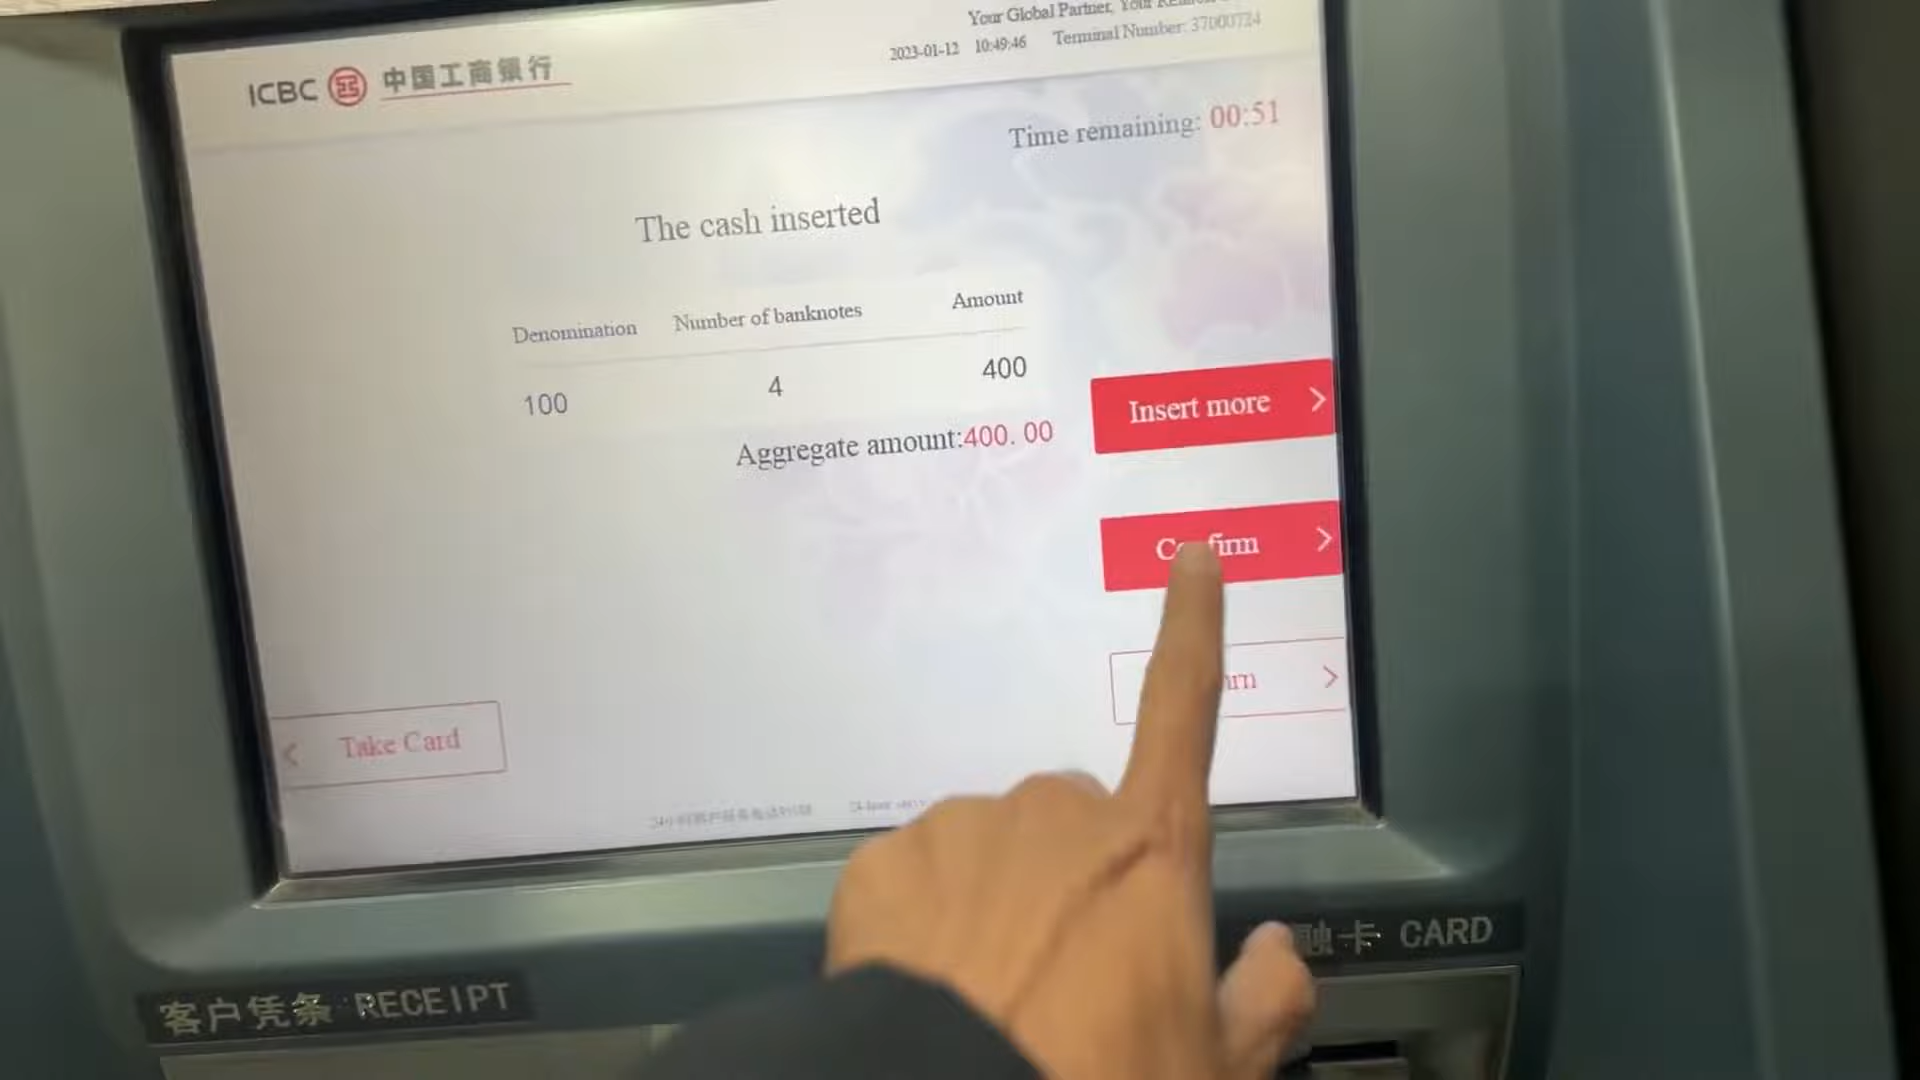 Your Global Partner, Your
2023-01-12 10:49:46 Terminal Number: 37000724
ICBC 中国工商银行
Time remaining: 00:51
The cash inserted
Denomination Number of banknotes Amount
100 4 400
Aggregate amount:400.00
Insert more
Confirm
Take Card
融卡 CARD
客户凭条 RECEIPT